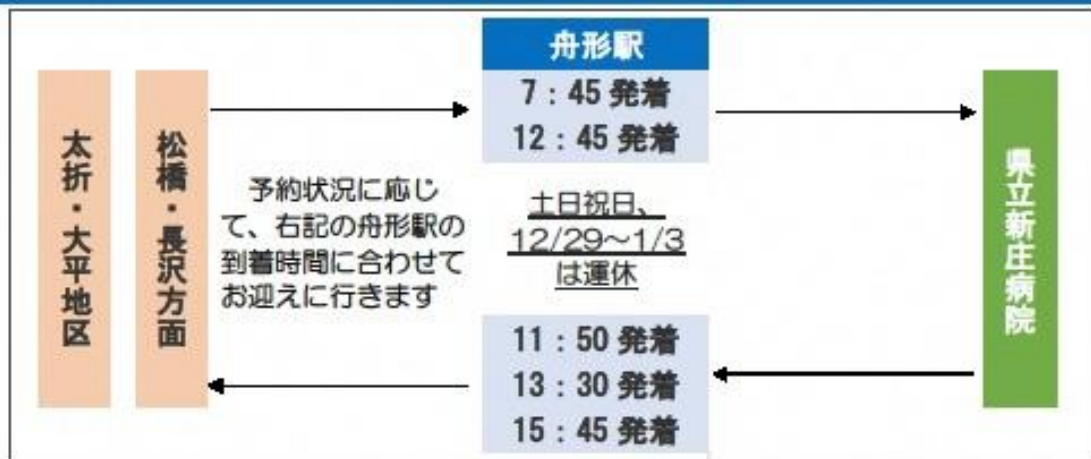 太折・大平地区
松橋・長沢方面
予約状況に応じ
て、右記の舟形駅の
到着時間に合わせて
お迎えに行きます
舟形駅
7：45 発着
12：45 発着
土日祝日、
12/29～1/3
は運休
11：50 発着
13：30 発着
15：45 発着
県立新庄病院